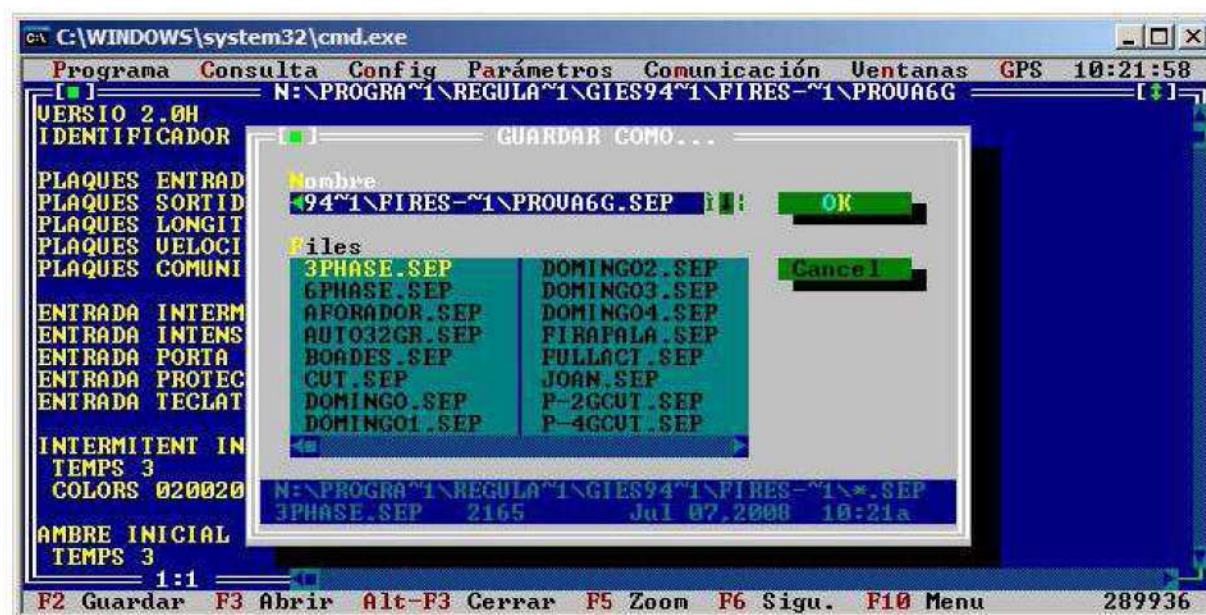 C:\WINDOWS\system32\cmd.exe
Programa Consulta Config Parámetros Comunicación Ventanas GPS 10:21:58
N:\PROGRA~1\REGULA~1\GIES94~1\FIRES-~1\PROVA6G
VERSIO 2.0H
IDENTIFICADOR
PLAQUES ENTRAD
PLAQUES SORTID
PLAQUES LONGIT
PLAQUES VELOCI
PLAQUES COMUNI
ENTRADA INTERM
ENTRADA INTENS
ENTRADA PORTA
ENTRADA PROTEC
ENTRADA TECLAT
INTERMITENT IN
TEMPS 3
COLORS 020020
AMBRE INICIAL
TEMPS 3
1:1
GUARDAR COMO...
Nombre
94~1\FIRES-~1\PROVA6G.SEP
OK
Files
Cancel
3PHASE.SEP DOMINGO2.SEP
6PHASE.SEP DOMINGO3.SEP
AFORADOR.SEP DOMINGO4.SEP
AUTO32GR.SEP FIRAPALA.SEP
BOADES.SEP FULLACT.SEP
CVT.SEP JOAN.SEP
DOMINGO.SEP P-2GCVT.SEP
DOMINGO1.SEP P-4GCVT.SEP
N:\PROGRA~1\REGULA~1\GIES94~1\FIRES-~1\*.SEP
3PHASE.SEP 2165 Jul 07,2008 10:21a
F2 Guardar F3 Abrir Alt-F3 Cerrar F5 Zoom F6 Sigu. F10 Menu 289936